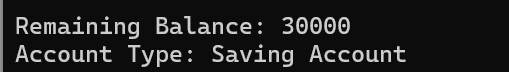 Remaining Balance: 30000
Account Type: Saving Account